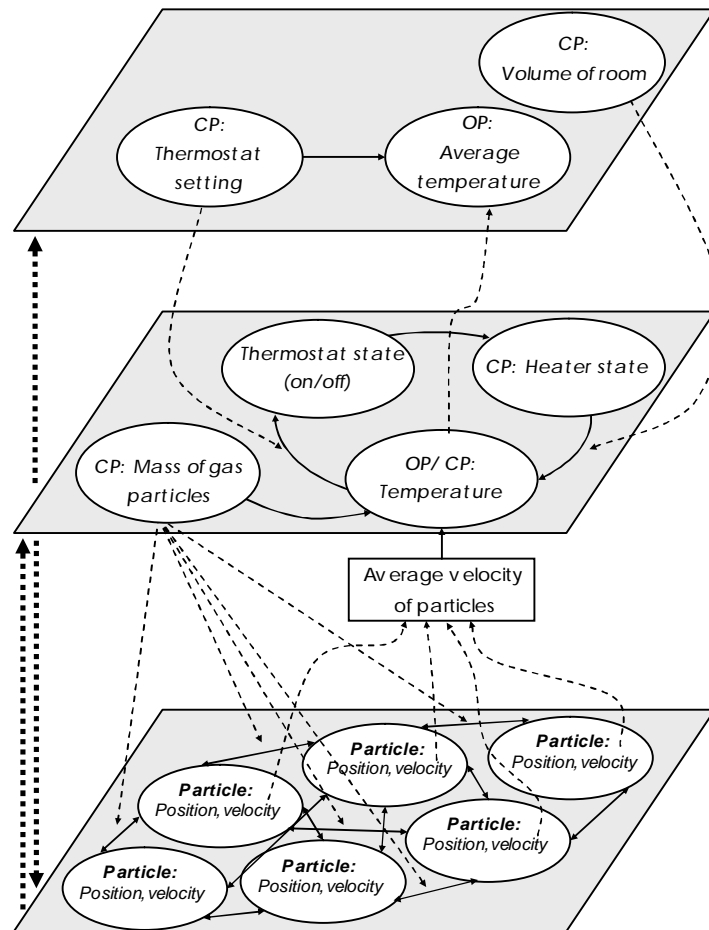 CP:
Volume of room
CP:
Thermostat
setting
OP:
Average
temperature
Thermostat state
(on/off)
CP: Heater state
CP: Mass of gas
particles
OP/ CP:
Temperature
Average velocity
of particles
Particle:
Position, velocity
Particle:
Position, velocity
Particle:
Position, velocity
Particle:
Position, velocity
Particle:
Position, velocity
Particle:
Position, velocity